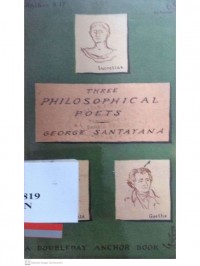 Lucretius
THREE
PHILOSOPHICAL
POETS
GEORGE SANTAYANA
819
N
Goethe
A DOUBLEDAY ANCHOR BOOK